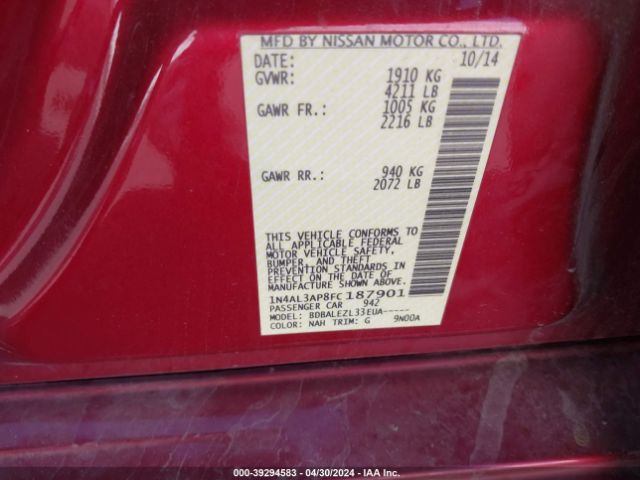 MFD BY NISSAN MOTOR CO., LTD.
DATE: 10/14
GVWR: 1910 KG
4211 LB
GAWR FR.: 1005 KG
2216 LB
GAWR RR.: 940 KG
2072 LB
THIS VEHICLE CONFORMS TO
ALL APPLICABLE FEDERAL
MOTOR VEHICLE SAFETY,
BUMPER, AND THEFT
PREVENTION STANDARDS
IN EFFECT ON THE DATE OF
MANUFACTURE SHOWN ABOVE.
1N4AL3AP8FC187901
PASSENGER CAR 942
MODEL: BDBALEZL33EUA-----
COLOR: NAH TRIM: G 9N00A
000-39294583 / 04/30/2024 / IAA Inc.